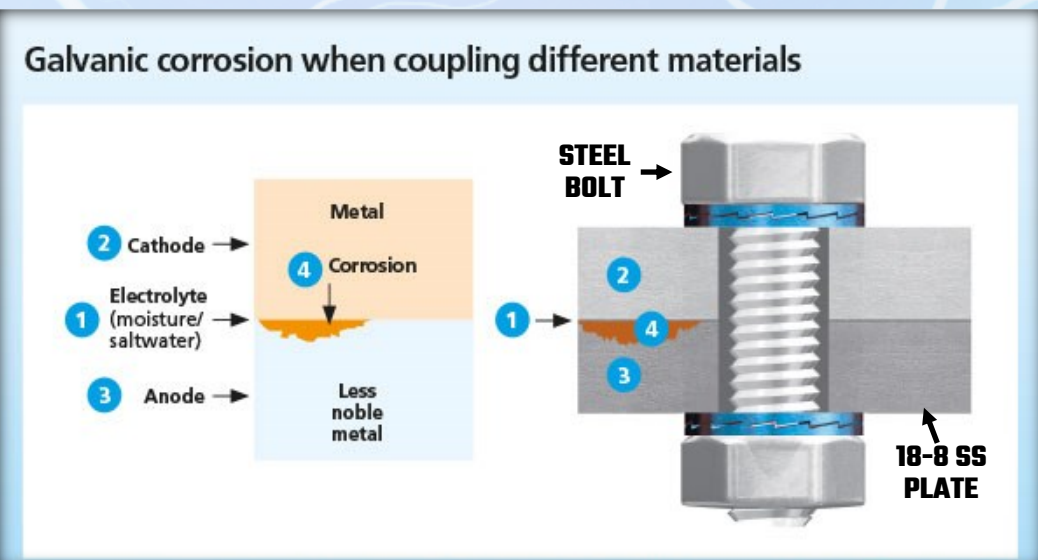 Galvanic corrosion when coupling different materials
Metal
2 Cathode
4 Corrosion
Electrolyte
1 (moisture/
saltwater)
3 Anode
Less
noble
metal
STEEL
BOLT
2
1
4
3
18-8 SS
PLATE